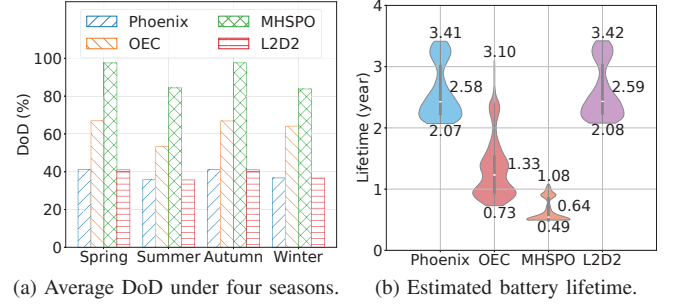 Phoenix
MHSPO
OEC
L2D2
DoD (%)
100
80
60
40
20
0
Spring Summer Autumn Winter
(a) Average DoD under four seasons.
Lifetime (year)
4
3
2
1
0
3.41
2.58
2.07
3.10
1.33
0.73
1.08
0.64
0.49
3.42
2.59
2.08
Phoenix OEC MHSPO L2D2
(b) Estimated battery lifetime.